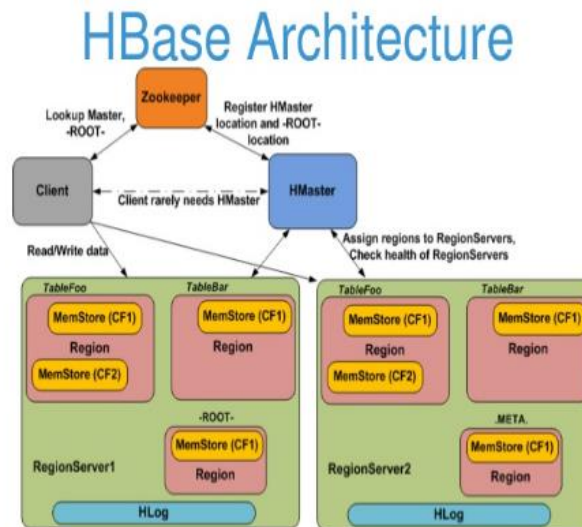 HBase Architecture
Zookeeper
Lookup Master,
-ROOT-
Register HMaster
location and -ROOT-
location
Client
Client rarely needs HMaster
HMaster
Read/Write data
Assign regions to RegionServers,
Check health of RegionServers
TableFoo
TableBar
MemStore (CF1)
Region
MemStore (CF2)
MemStore (CF1)
Region
-ROOT-
MemStore (CF1)
Region
RegionServer1
HLog
TableFoo
TableBar
MemStore (CF1)
Region
MemStore (CF2)
MemStore (CF1)
Region
.META.
MemStore (CF1)
Region
RegionServer2
HLog